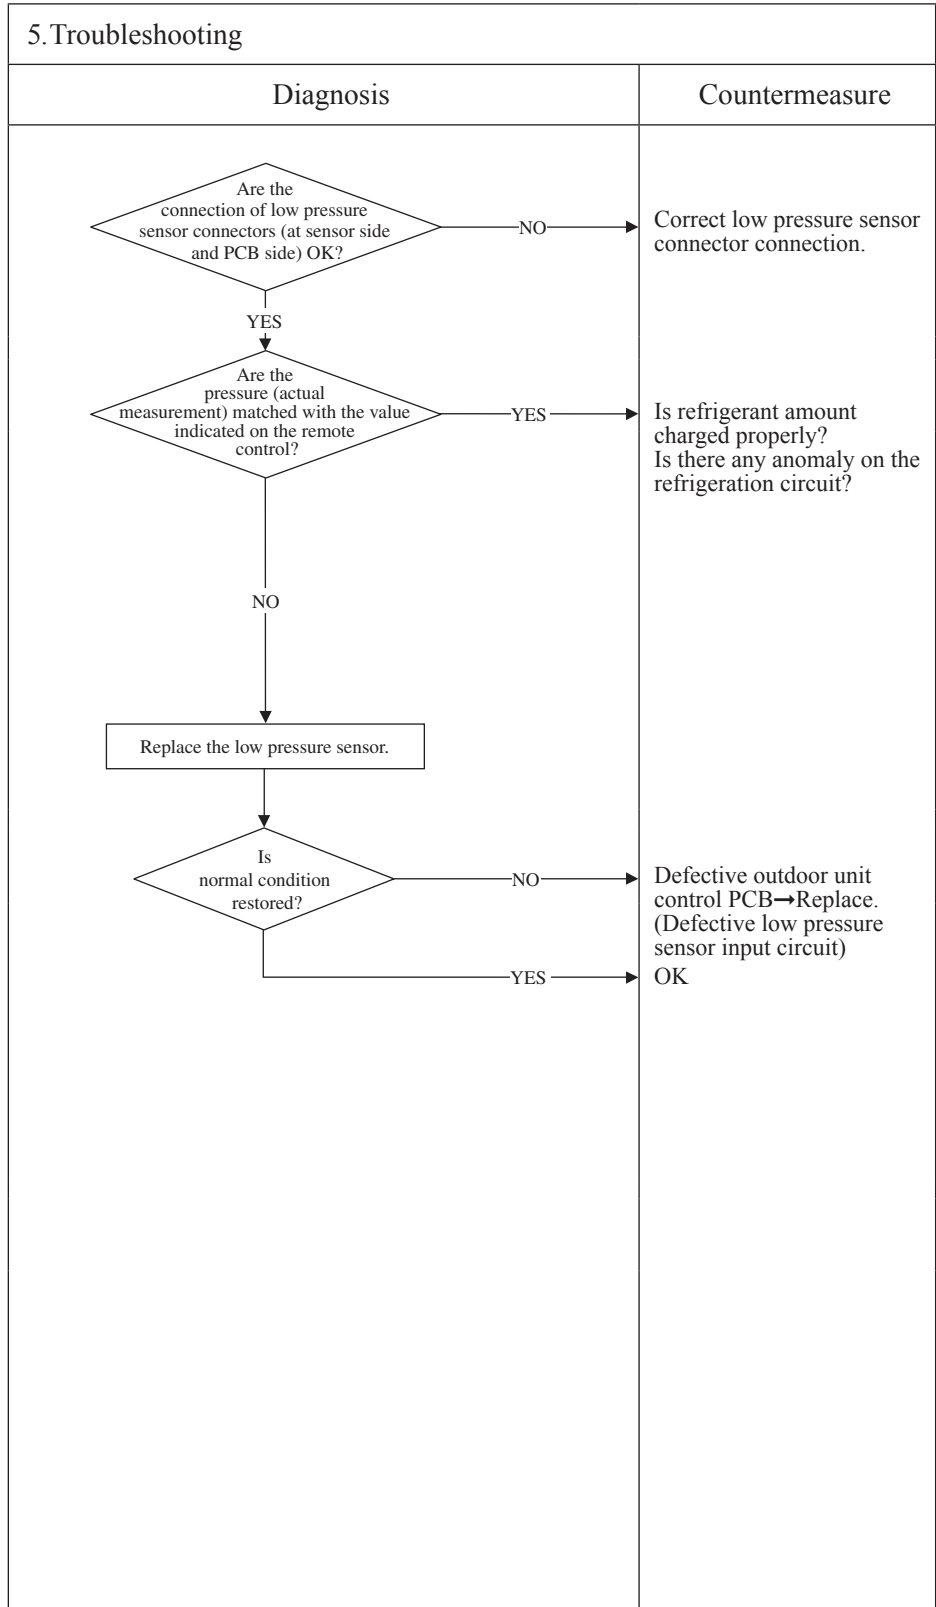 5.Troubleshooting
Diagnosis
Countermeasure
Are the
connection of low pressure
sensor connectors (at sensor side
and PCB side) OK?
NO
Correct low pressure sensor
connector connection.
YES
Are the
pressure (actual
measurement) matched with the value
indicated on the remote
control?
YES
Is refrigerant amount
charged properly?
Is there any anomaly on the
refrigeration circuit?
NO
Replace the low pressure sensor.
Is
normal condition
restored?
NO
Defective outdoor unit
control PCB→Replace.
(Defective low pressure
sensor input circuit)
YES
OK